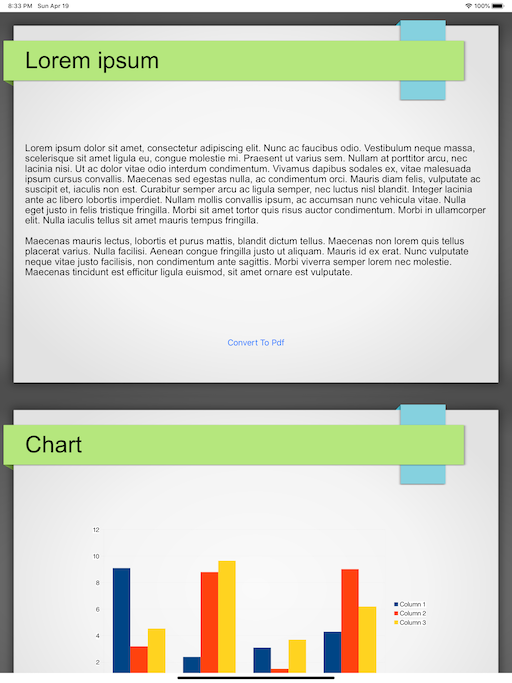 8:33 PM Sun Apr 19 100%
Lorem ipsum
Lorem ipsum dolor sit amet, consectetur adipiscing elit. Nunc ac faucibus odio. Vestibulum neque massa,
scelerisque sit amet ligula eu, congue molestie mi. Praesent ut varius sem. Nullam at porttitor arcu, nec
lacinia nisi. Ut ac dolor vitae odio interdum condimentum. Vivamus dapibus sodales ex, vitae malesuada
ipsum convallis. Maecenas sed egestas nulla, ac condimentum orci. Mauris diam felis, vulputate ac
suscipit et, iaculis non est. Curabitur semper arcu ac ligula semper, nec luctus nisl blandit. Integer lacinia
ante ac libero lobortis imperdiet. Nullam mollis convallis ipsum, ac accumsan nunc vehicula vitae. Nulla
eget justo in felis tristique fringilla. Morbi sit amet tortor quis risus auctor condimentum. Morbi in ullamcorper
elit. Nulla iaculis tellus sit amet mauris tempus fringilla.
Maecenas mauris lectus, lobortis et purus mattis, blandit dictum tellus. Maecenas non lorem quis tellus
placerat varius. Nulla facilisi. Aenean congue fringilla justo ut aliquam. Mauris id ex erat. Nunc vulputate
neque vitae justo facilisis, non condimentum ante sagittis. Morbi viverra semper lorem nec molestie.
Maecenas tincidunt est efficitur ligula euismod, sit amet ornare est vulputate.
Convert To Pdf
Chart
12
10
8
6
4
2
Column 1
Column 2
Column 3